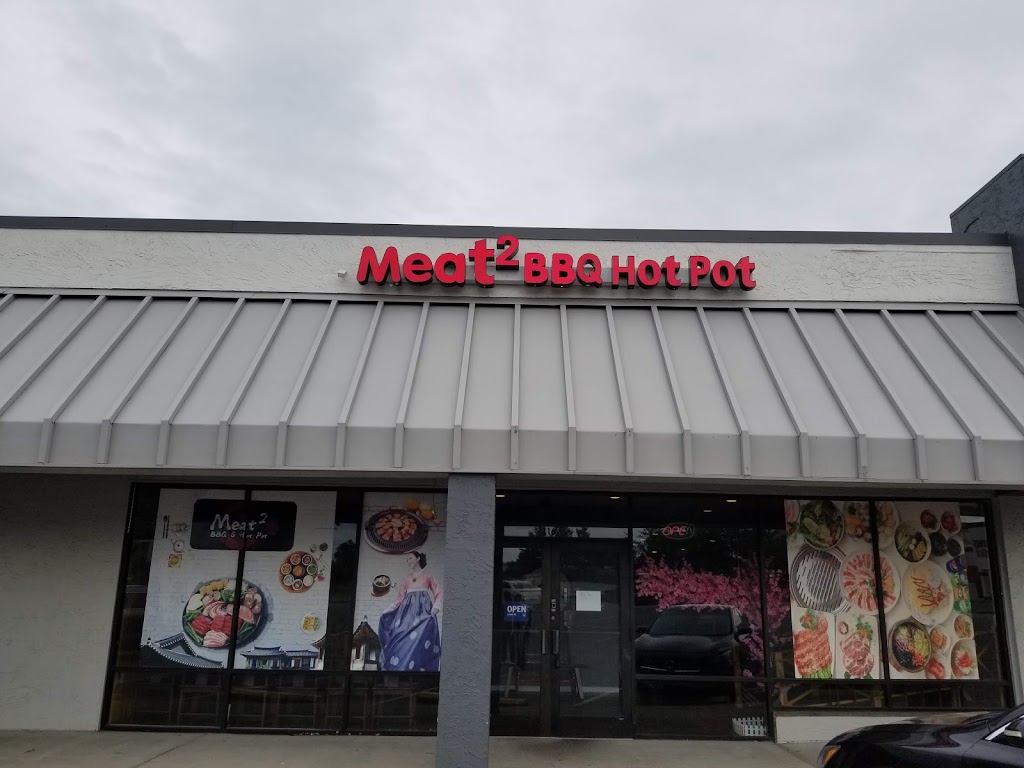 Meat² BBQ Hot Pot
Meat²
BBQ & Hot Pot
OPEN
OPEN